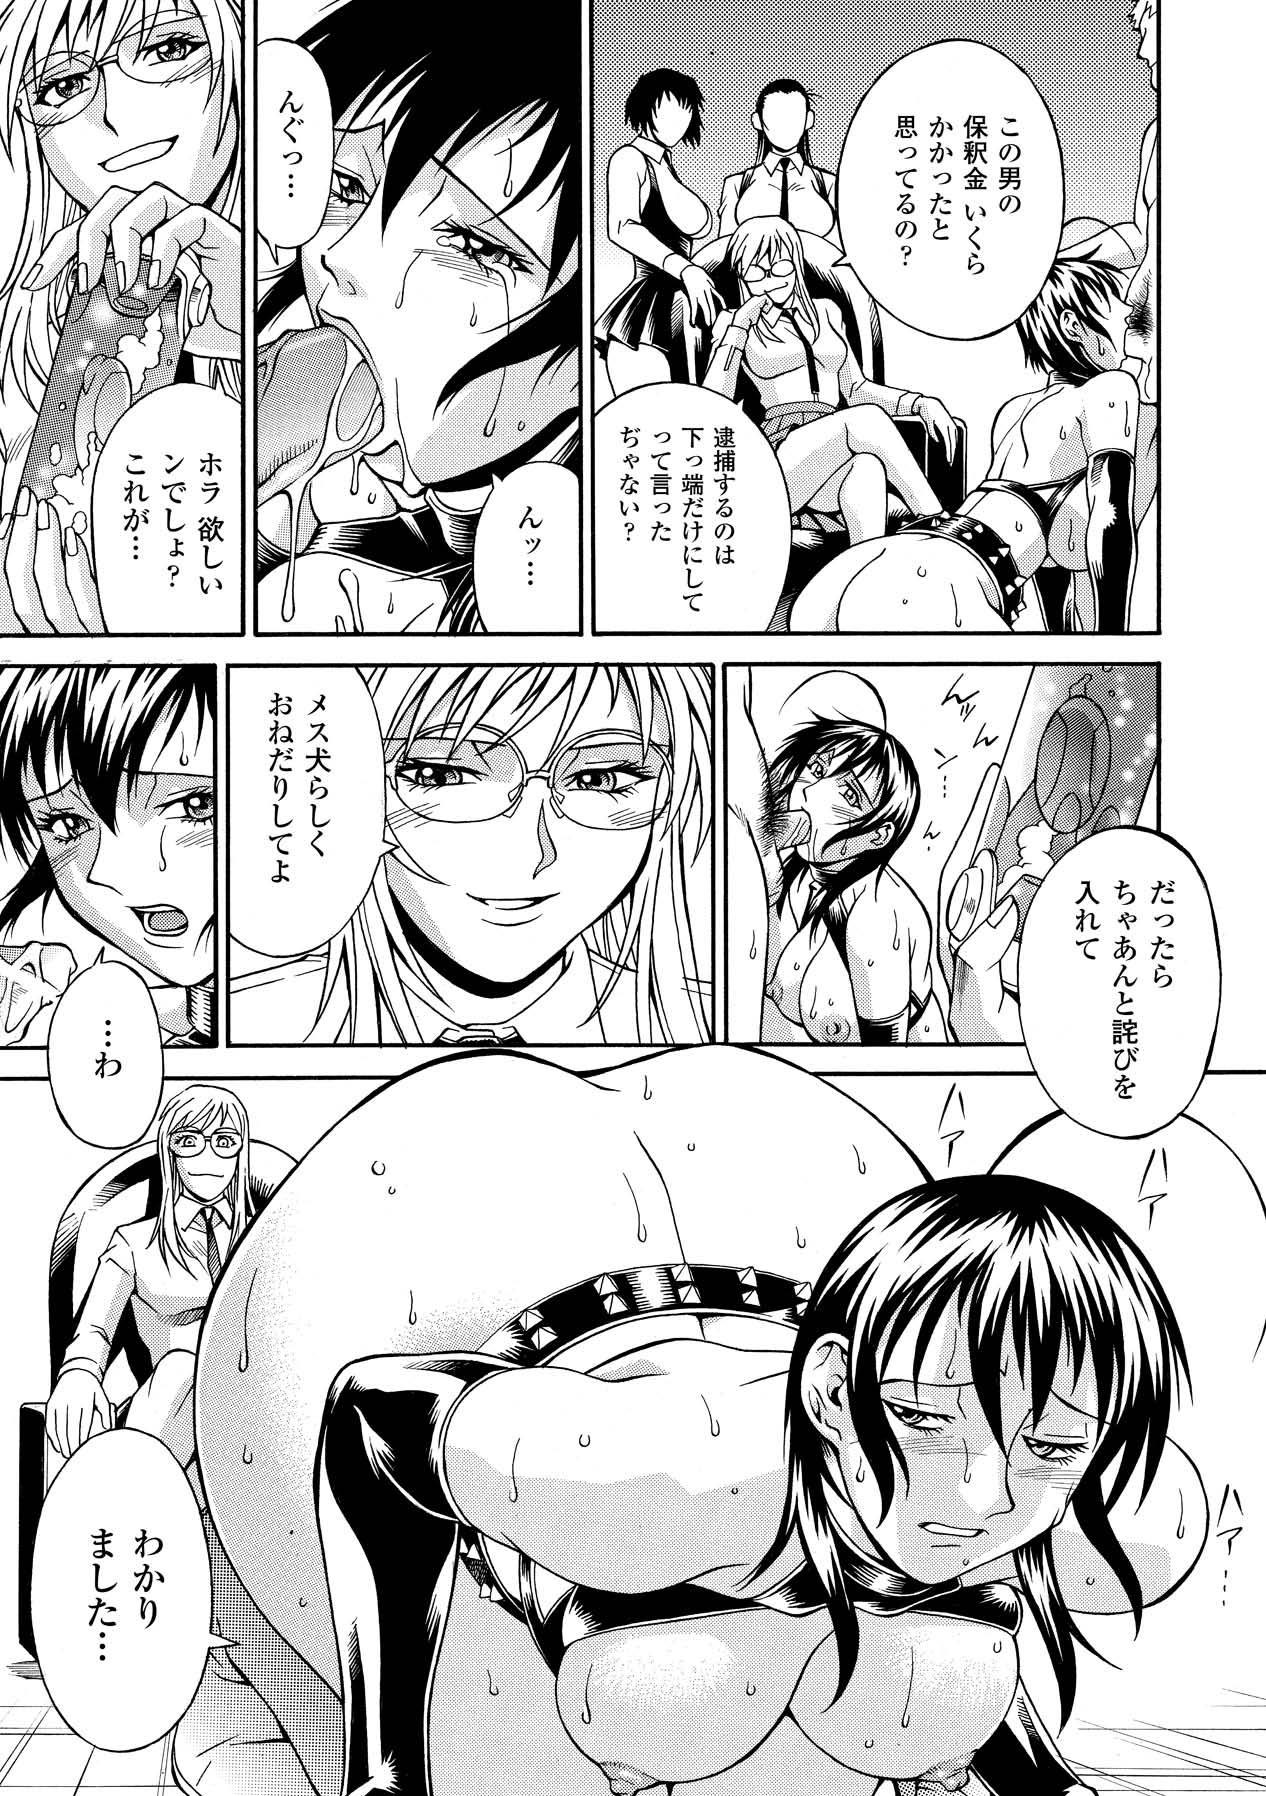 この男の
保釈金 いくら
かかったと
思ってるの?
逮捕するのは
下っ端だけにして
って言った
ぢゃない?
んッ…
んぐっ…
ホラ 欲しい
ンでしょ?
これが…
だったら
ちゃあんと詫びを
入れて
メス犬らしく
おねだりしてよ
…わ
わかり
ました…
ハァ…